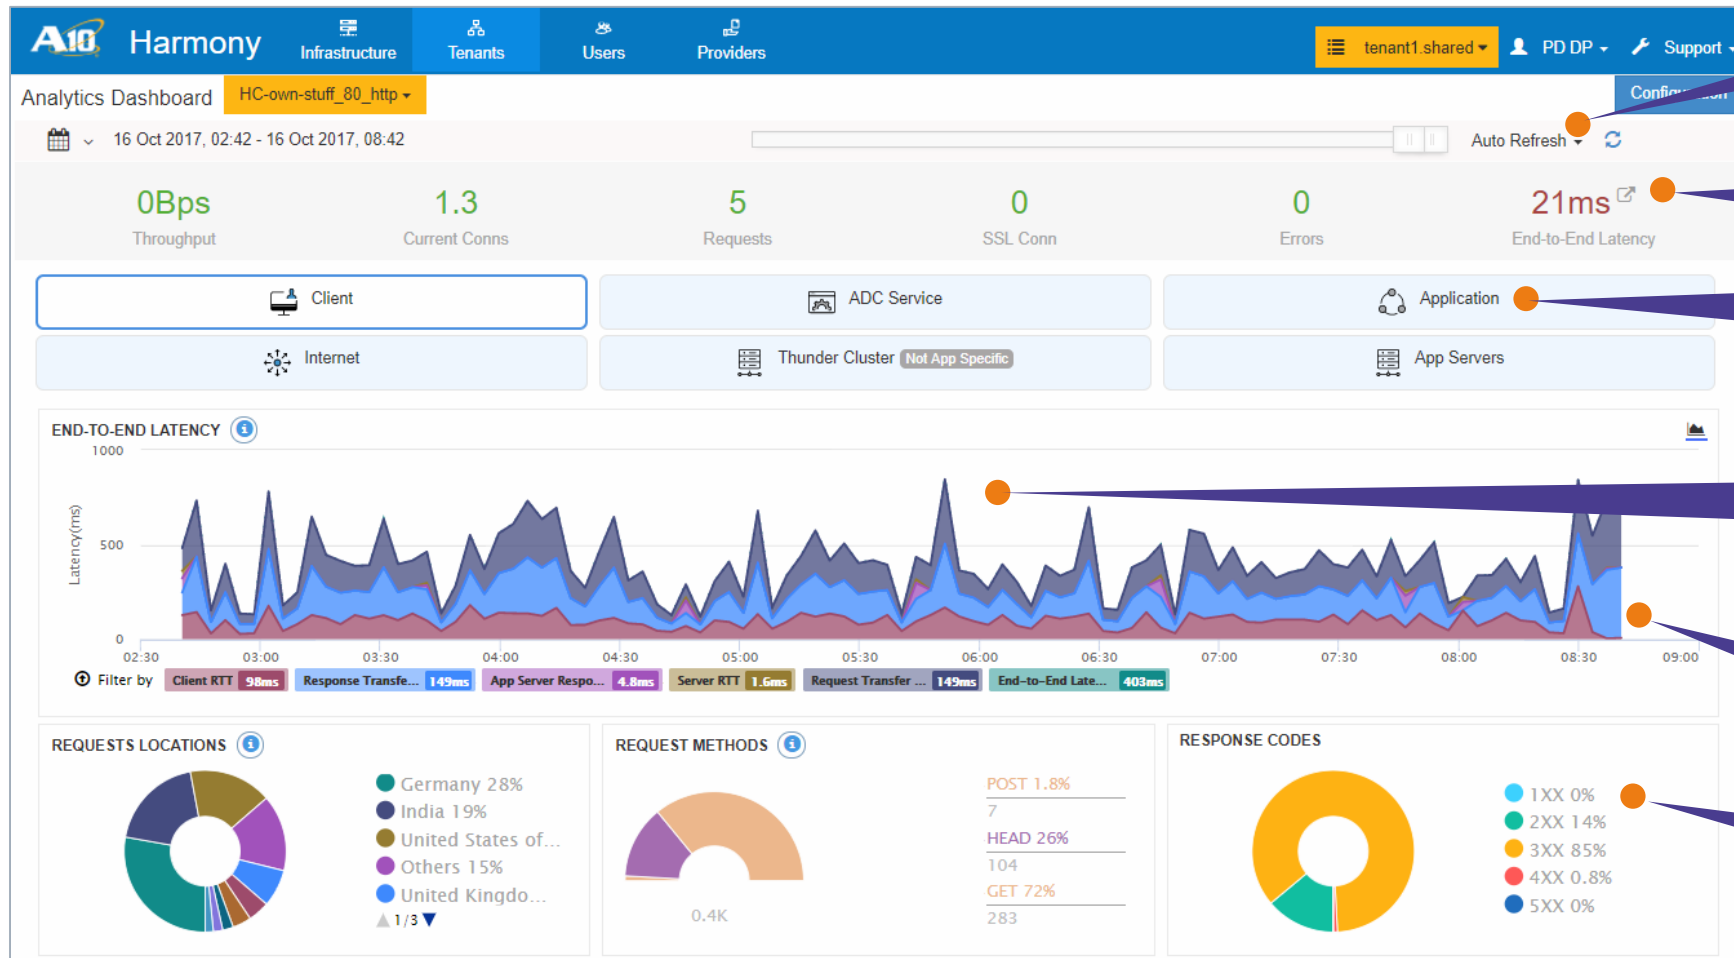 A10 Harmony Infrastructure Tenants Users Providers tenant1.shared PD DP Support
Analytics Dashboard HC-own-stuff_80_http
16 Oct 2017, 02:42 - 16 Oct 2017, 08:42 Auto Refresh
0Bps 1.3 5 0 0 21ms
Throughput Current Conns Requests SSL Conn Errors End-to-End Latency
Client ADC Service Application
Internet Thunder Cluster Not App Specific App Servers
END-TO-END LATENCY
1000
500
0
Latency(ms)
02:30 03:00 03:30 04:00 04:30 05:00 05:30 06:00 06:30 07:00 07:30 08:00 08:30 09:00
Filter by Client RTT 98ms Response Transfe... 149ms App Server Respo... 4.8ms Server RTT 1.6ms Request Transfer ... 149ms End-to-End Late... 403ms
REQUESTS LOCATIONS
Germany 28%
India 19%
United States of...
Others 15%
United Kingdo...
1/3
REQUEST METHODS
0.4K
POST 1.8%
7
HEAD 26%
104
GET 72%
283
RESPONSE CODES
1XX 0%
2XX 14%
3XX 85%
4XX 0.8%
5XX 0%